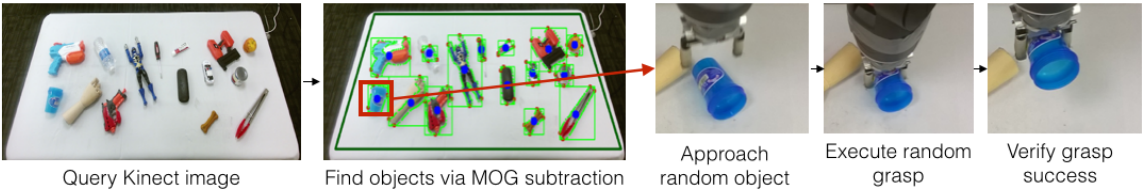 Query Kinect image
Find objects via MOG subtraction
Approach
random object
Execute random
grasp
Verify grasp
success